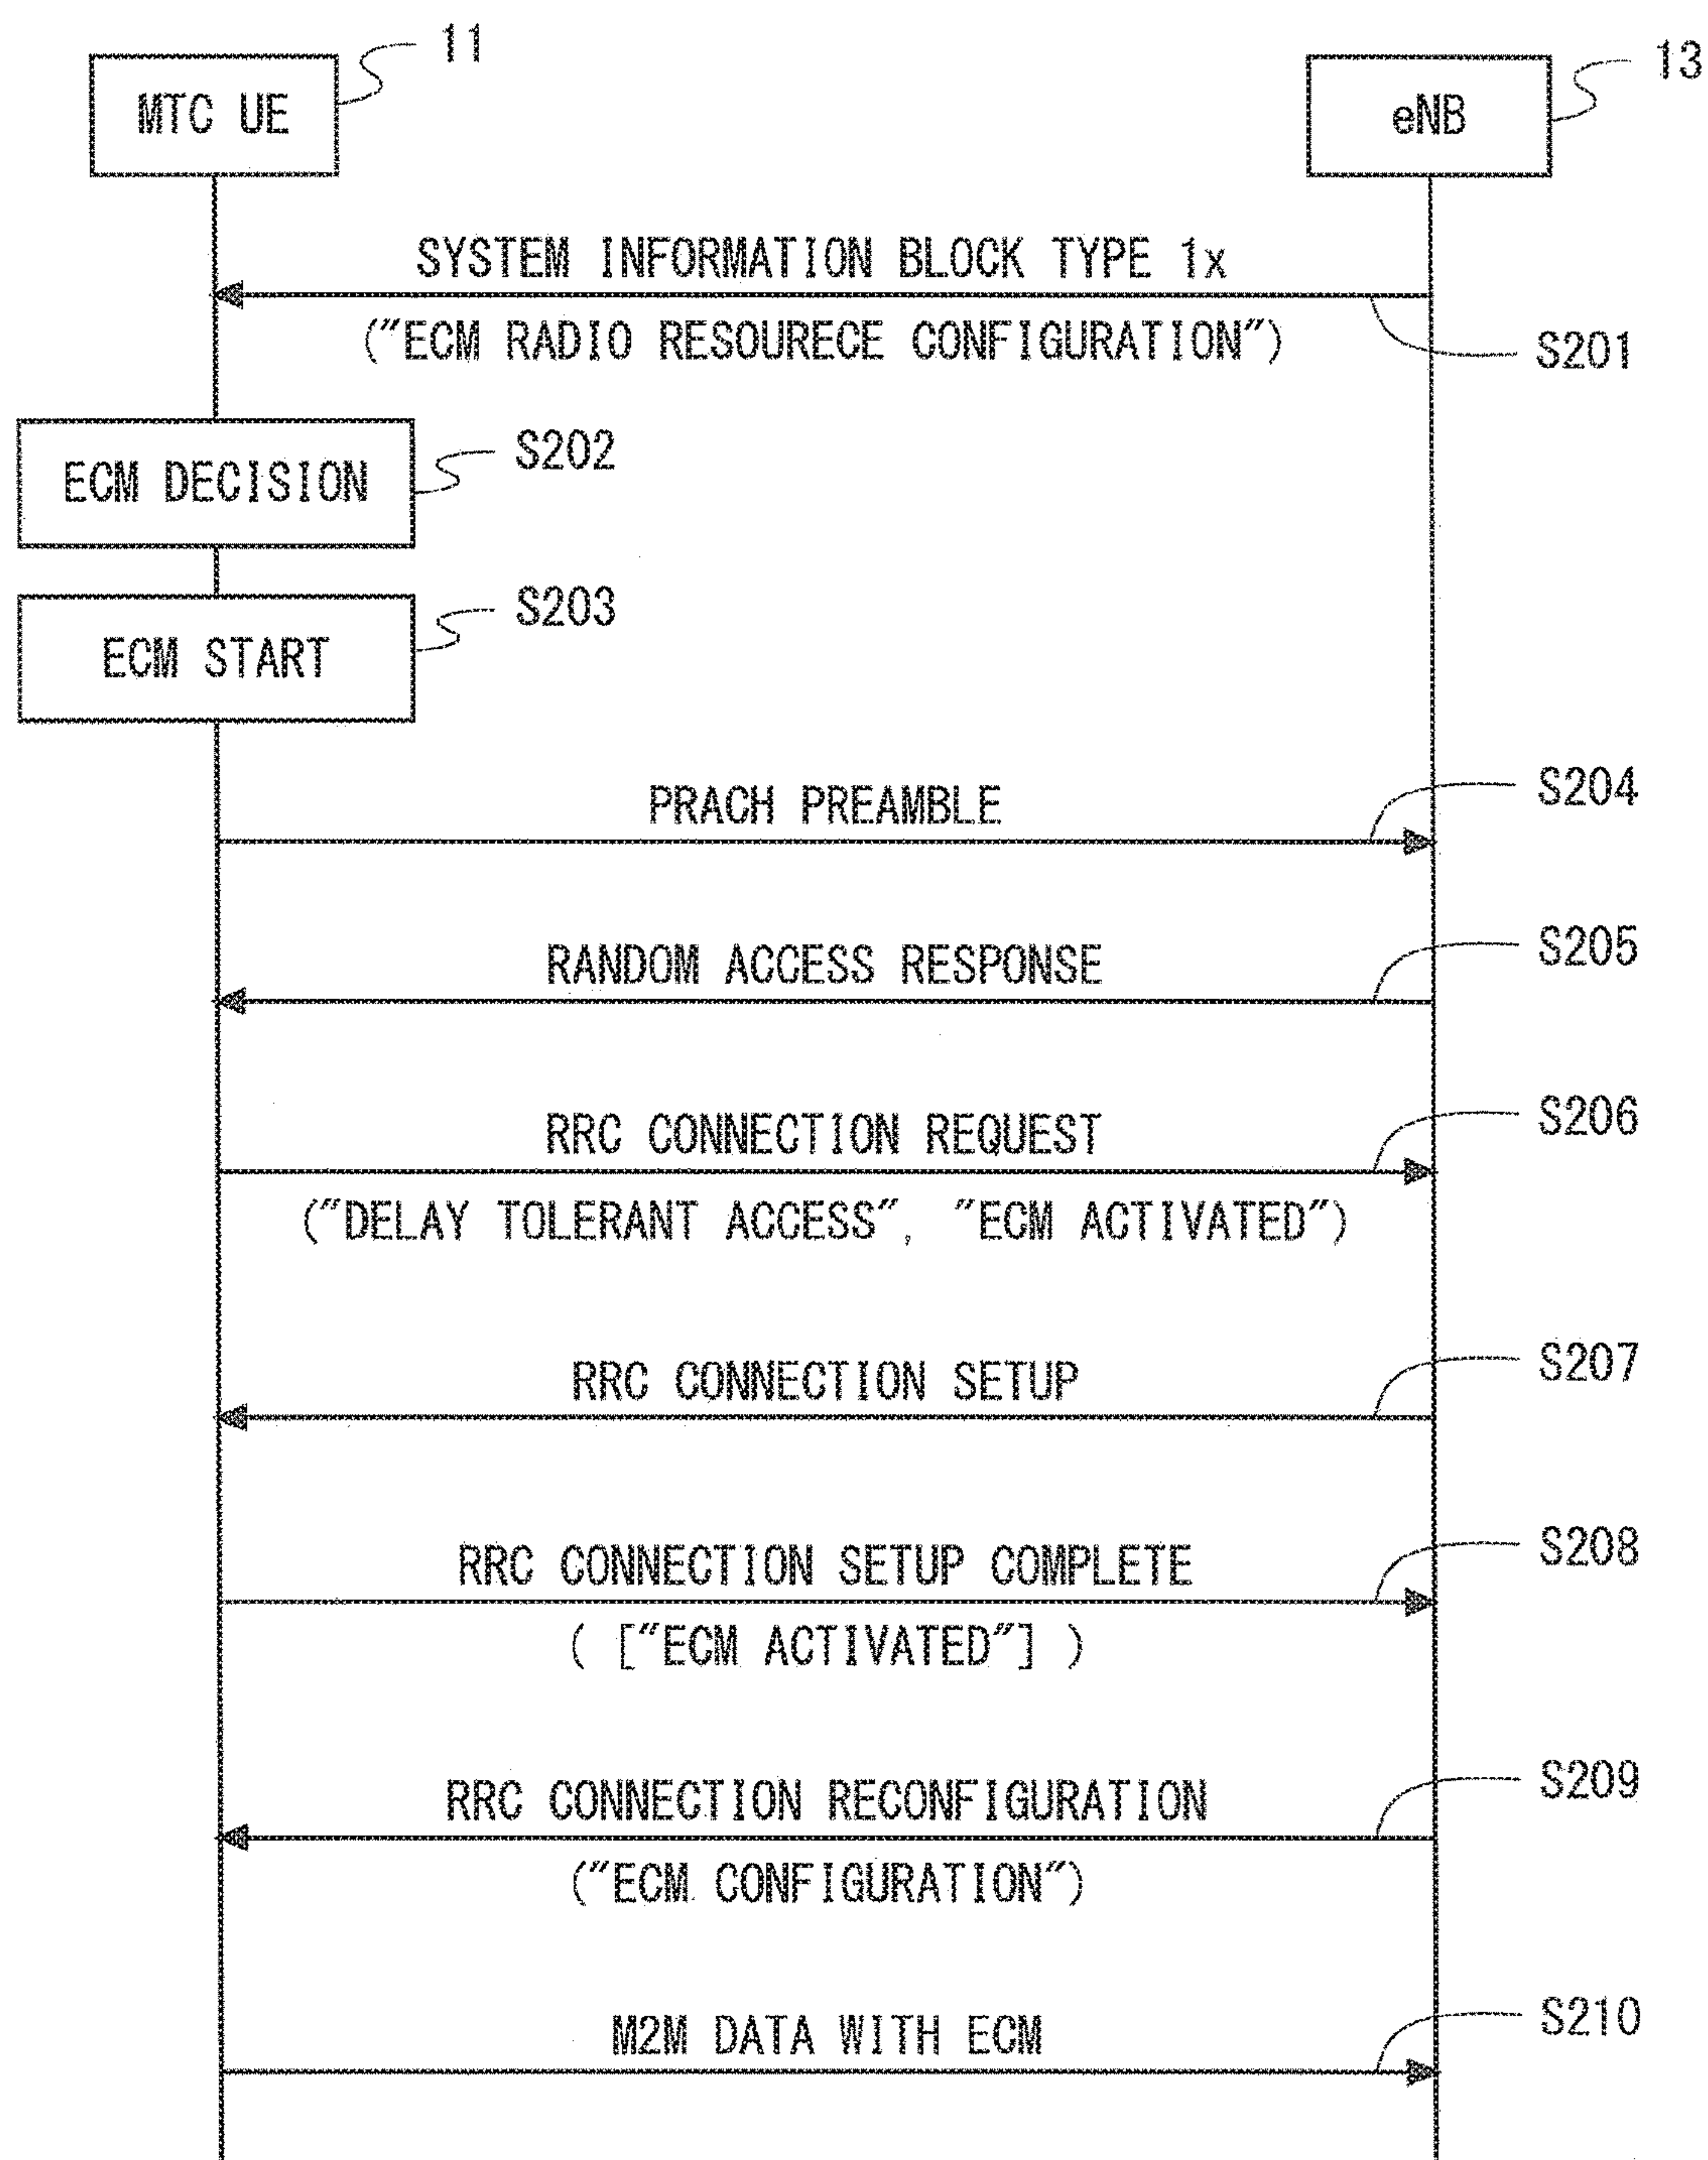 11
13
MTC UE
eNB
SYSTEM INFORMATION BLOCK TYPE 1x
("ECM RADIO RESOURECE CONFIGURATION")
S201
ECM DECISION
S202
ECM START
S203
PRACH PREAMBLE
S204
RANDOM ACCESS RESPONSE
S205
RRC CONNECTION REQUEST
S206
("DELAY TOLERANT ACCESS", "ECM ACTIVATED")
RRC CONNECTION SETUP
S207
RRC CONNECTION SETUP COMPLETE
S208
( ["ECM ACTIVATED"] )
RRC CONNECTION RECONFIGURATION
S209
("ECM CONFIGURATION")
M2M DATA WITH ECM
S210